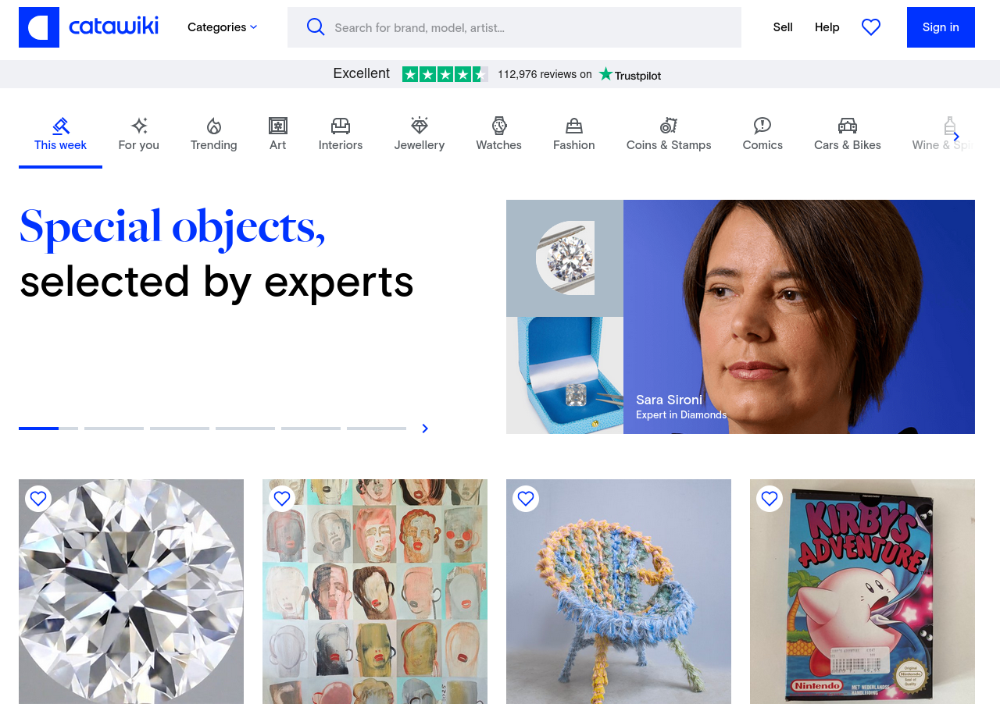 catawiki
Categories
Search for brand, model, artist...
Sell
Help
Sign in
Excellent
112,976 reviews on
Trustpilot
This week
For you
Trending
Art
Interiors
Jewellery
Watches
Fashion
Coins & Stamps
Comics
Cars & Bikes
Wine & Spi
Special objects,
selected by experts
Sara Sironi
Expert in Diamonds
KIRBY'S
ADVENTURE
TM
Original
Nintendo
Seal of
Quality
Nintendo
MET NEDERLANDSE
HANDLEIDING